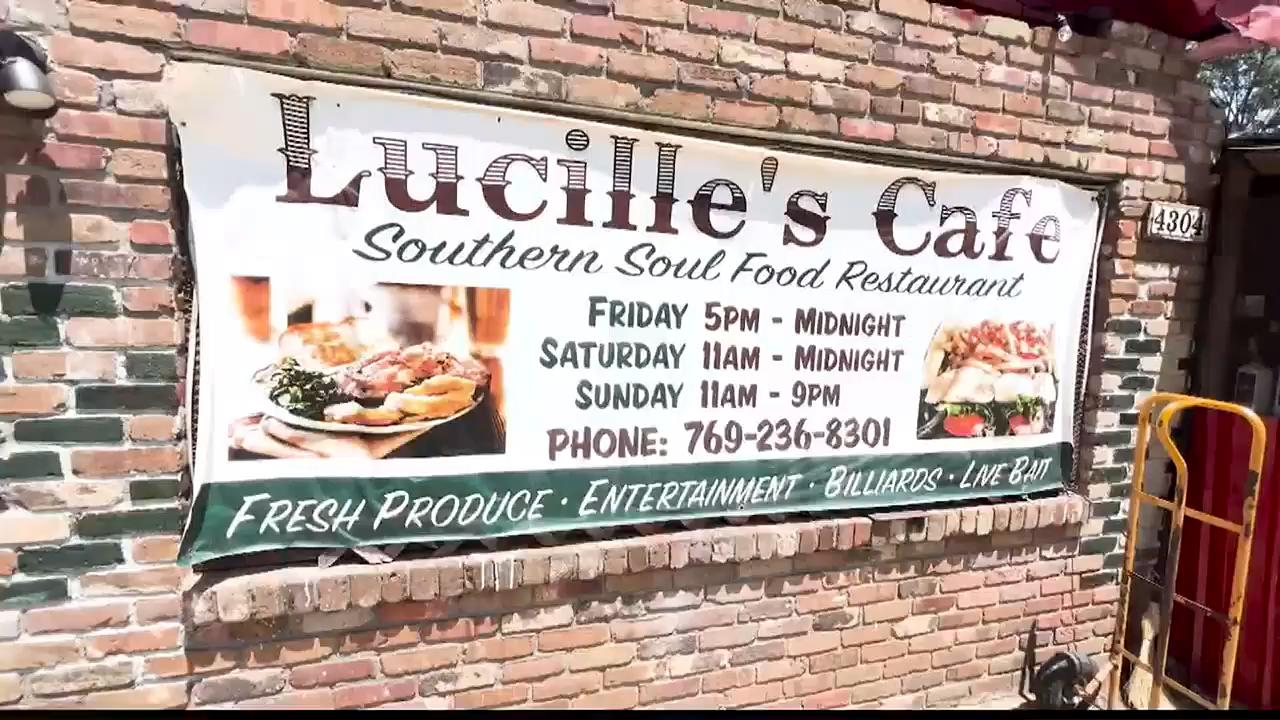 Lucille's Cafe
4304
Southern Soul Food Restaurant
FRIDAY 5PM - MIDNIGHT
SATURDAY 11AM - MIDNIGHT
SUNDAY 11AM - 9PM
PHONE: 769-236-8301
FRESH PRODUCE · ENTERTAINMENT · BILLIARDS · LIVE BAIT